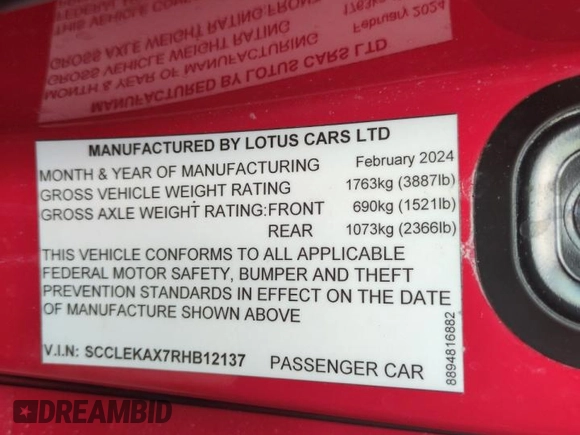 MANUFACTURED BY LOTUS CARS LTD
MONTH & YEAR OF MANUFACTURING February 2024
GROSS VEHICLE WEIGHT RATING 1763kg (3887lb)
GROSS AXLE WEIGHT RATING: FRONT 690kg (1521lb)
REAR 1073kg (2366lb)
THIS VEHICLE CONFORMS TO ALL APPLICABLE
FEDERAL MOTOR SAFETY, BUMPER AND THEFT
PREVENTION STANDARDS IN EFFECT ON THE DATE
OF MANUFACTURE SHOWN ABOVE
V.I.N: SCCLEKAX7RHB12137 PASSENGER CAR
8894816882
DREAMBID